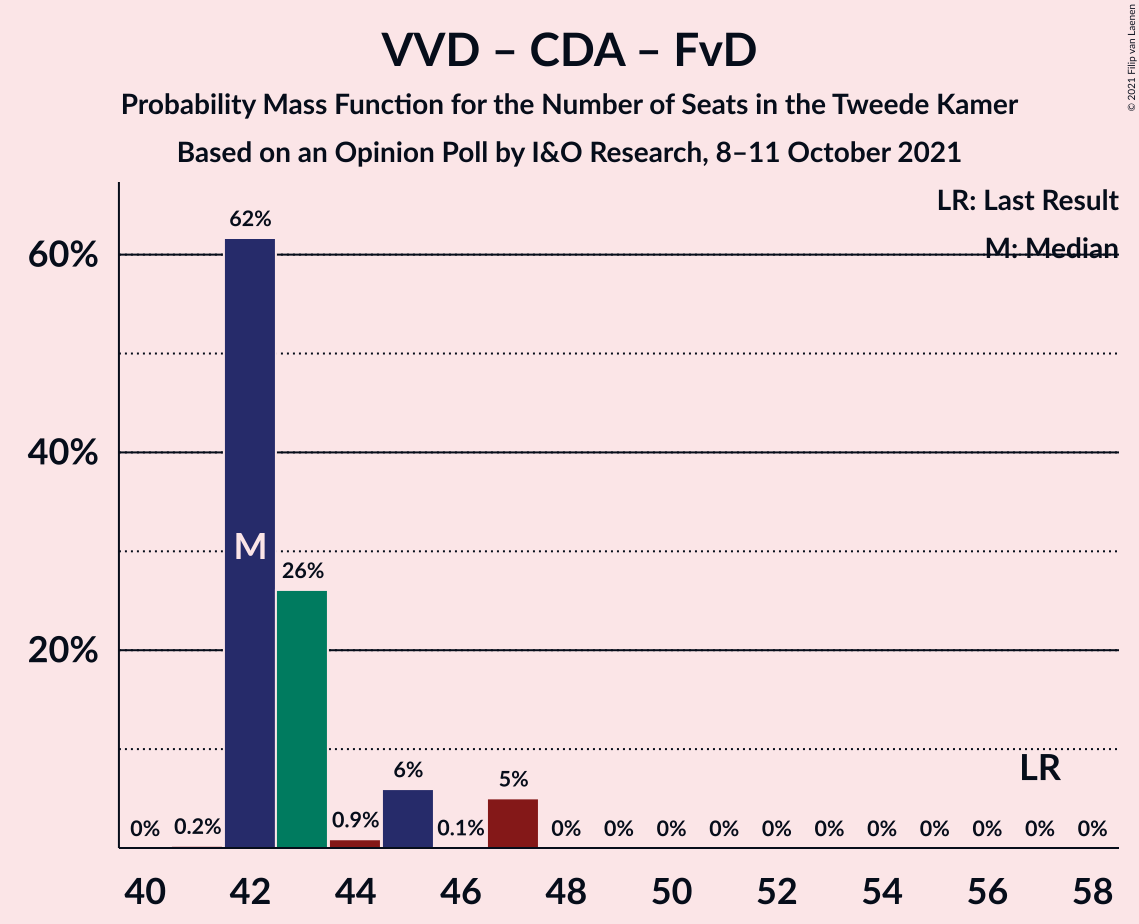 VVD – CDA – FvD
Probability Mass Function for the Number of Seats in the Tweede Kamer
Based on an Opinion Poll by I&O Research, 8–11 October 2021
© 2021 Filip van Laenen
LR: Last Result
M: Median
60%
40%
20%
62%
M
26%
0% 0.2% 0.9% 6% 0.1% 5% 0% 0% 0% 0% 0% 0% 0% 0% 0% 0% 0%
LR
40 42 44 46 48 50 52 54 56 58